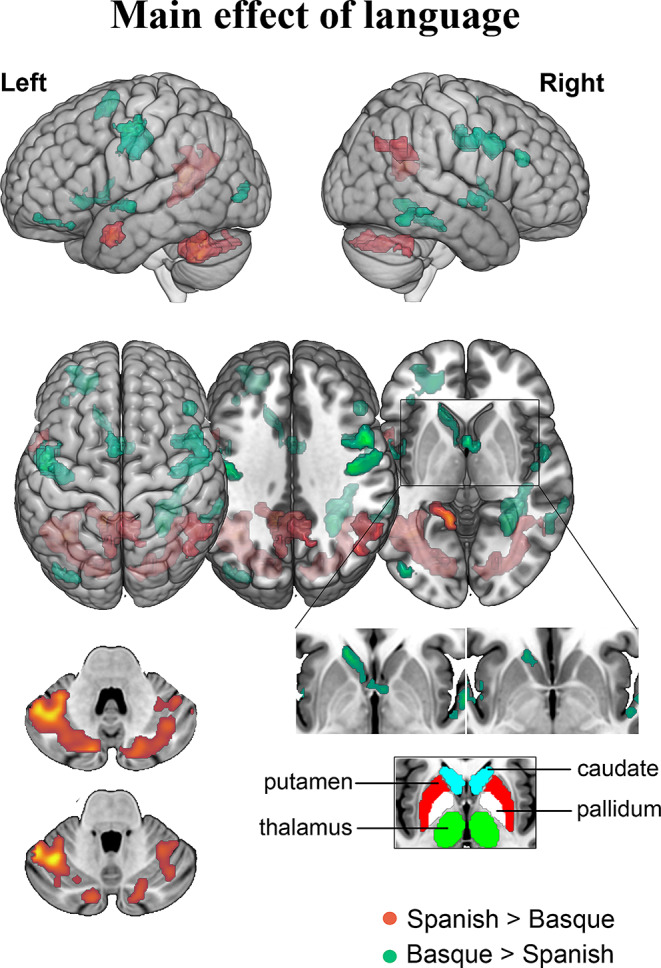 Main effect of language
Left
Right
putamen
caudate
pallidum
thalamus
Spanish > Basque
Basque > Spanish